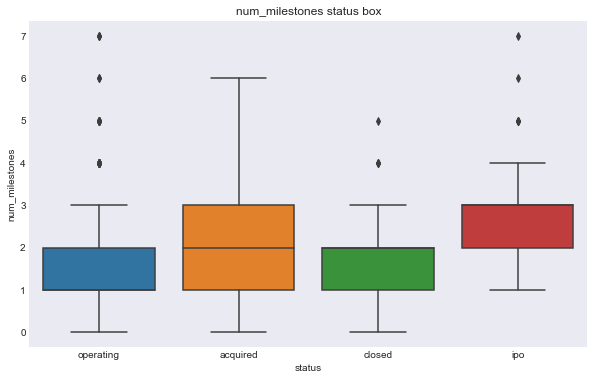 num_milestones status box
7
6
5
4
3
2
1
0
num_milestones
operating
acquired
closed
ipo
status